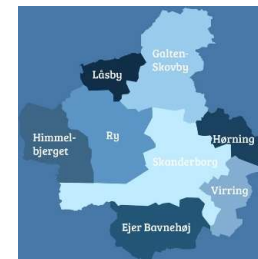 Galten-
Skovby
Låsby
Himmel-
bjerget
Ry
Hørning
Skanderborg
Virring
Ejer Bavnehøj